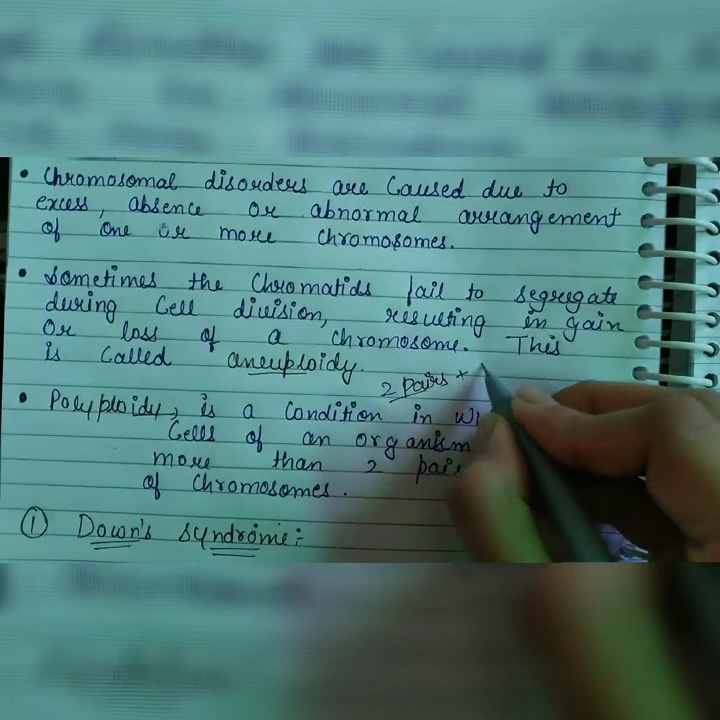 • Chromosomal disorders are Caused due to
excess, absence or abnormal arrangement
of one or more chromosomes.
• Sometimes the Chromatids fail to segregate
during Cell division, resulting in gain
or loss of a chromosome. This
is Called aneuploidy.
2 pairs +
• Polyploidy, is a Condition in
Cells of an organism
more than 2
of chromosomes.
① Down's Syndrome:-